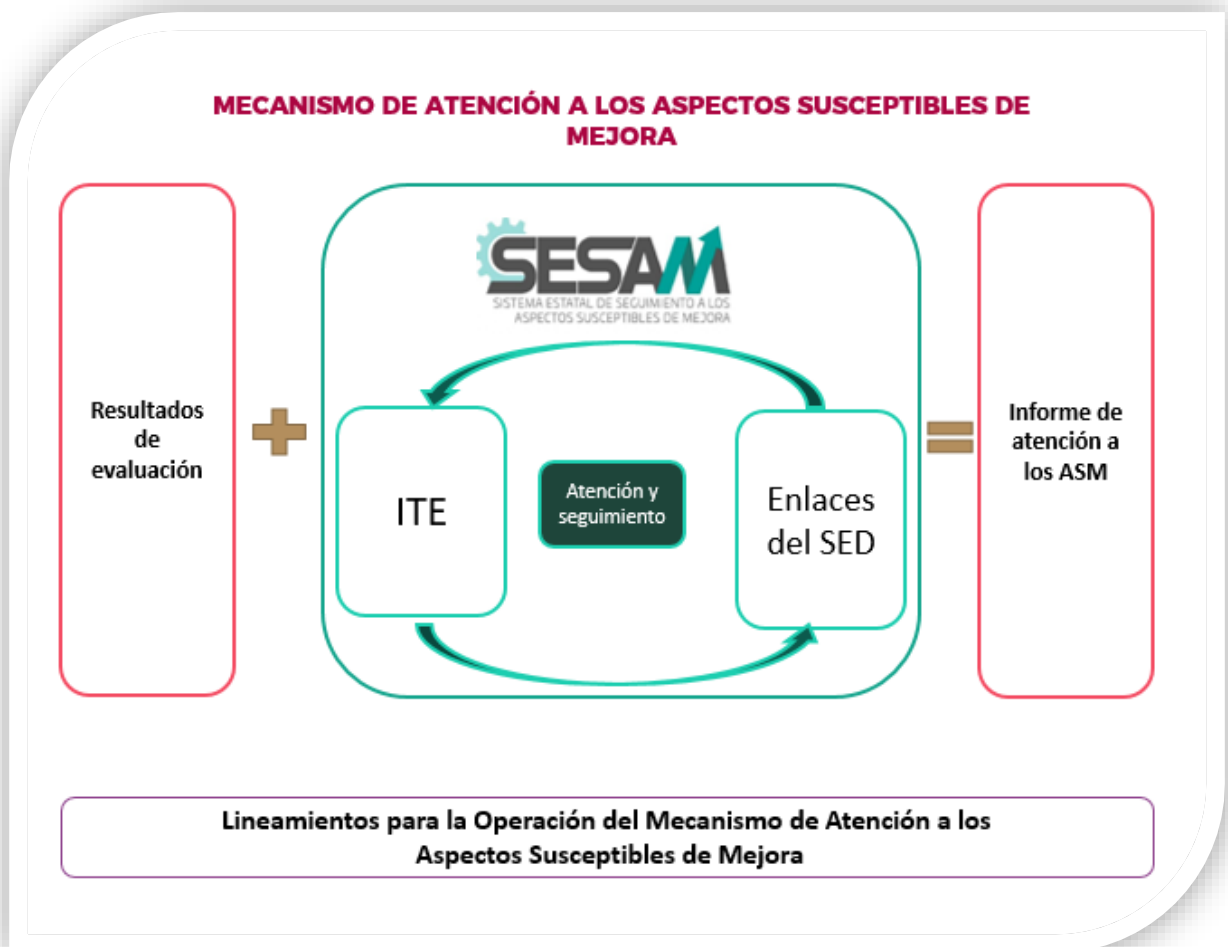 MECANISMO DE ATENCIÓN A LOS ASPECTOS SUSCEPTIBLES DE
MEJORA
SESAM
SISTEMA ESTATAL DE SEGUIMIENTO A LOS
ASPECTOS SUSCEPTIBLES DE MEJORA
Resultados
de
evaluación
ITE
Atención y
seguimiento
Enlaces
del SED
Informe de
atención a
los ASM
Lineamientos para la Operación del Mecanismo de Atención a los
Aspectos Susceptibles de Mejora